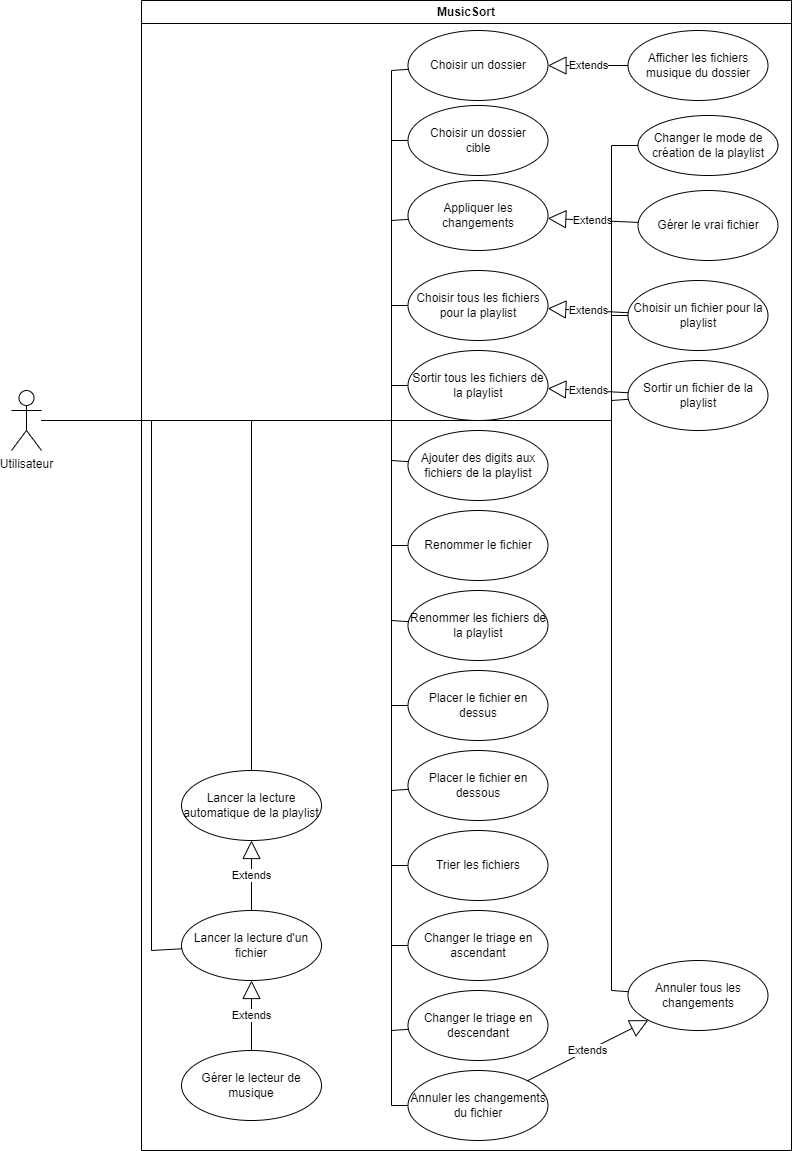 MusicSort
Choisir un dossier
Extends
Afficher les fichiers
musique du dossier
Choisir un dossier
cible
Changer le mode de
création de la playlist
Appliquer les
changements
Extends
Gérer le vrai fichier
Choisir tous les fichiers
pour la playlist
Extends
Choisir un fichier pour la
playlist
Sortir tous les fichiers de
la playlist
Extends
Sortir un fichier de la
playlist
Utilisateur
Ajouter des digits aux
fichiers de la playlist
Renommer le fichier
Renommer les fichiers de
la playlist
Placer le fichier en
dessus
Placer le fichier en
dessous
Lancer la lecture
automatique de la playlist
Trier les fichiers
Extends
Lancer la lecture d'un
fichier
Changer le triage en
ascendant
Extends
Changer le triage en
descendant
Annuler tous les
changements
Extends
Gérer le lecteur de
musique
Annuler les changements
du fichier